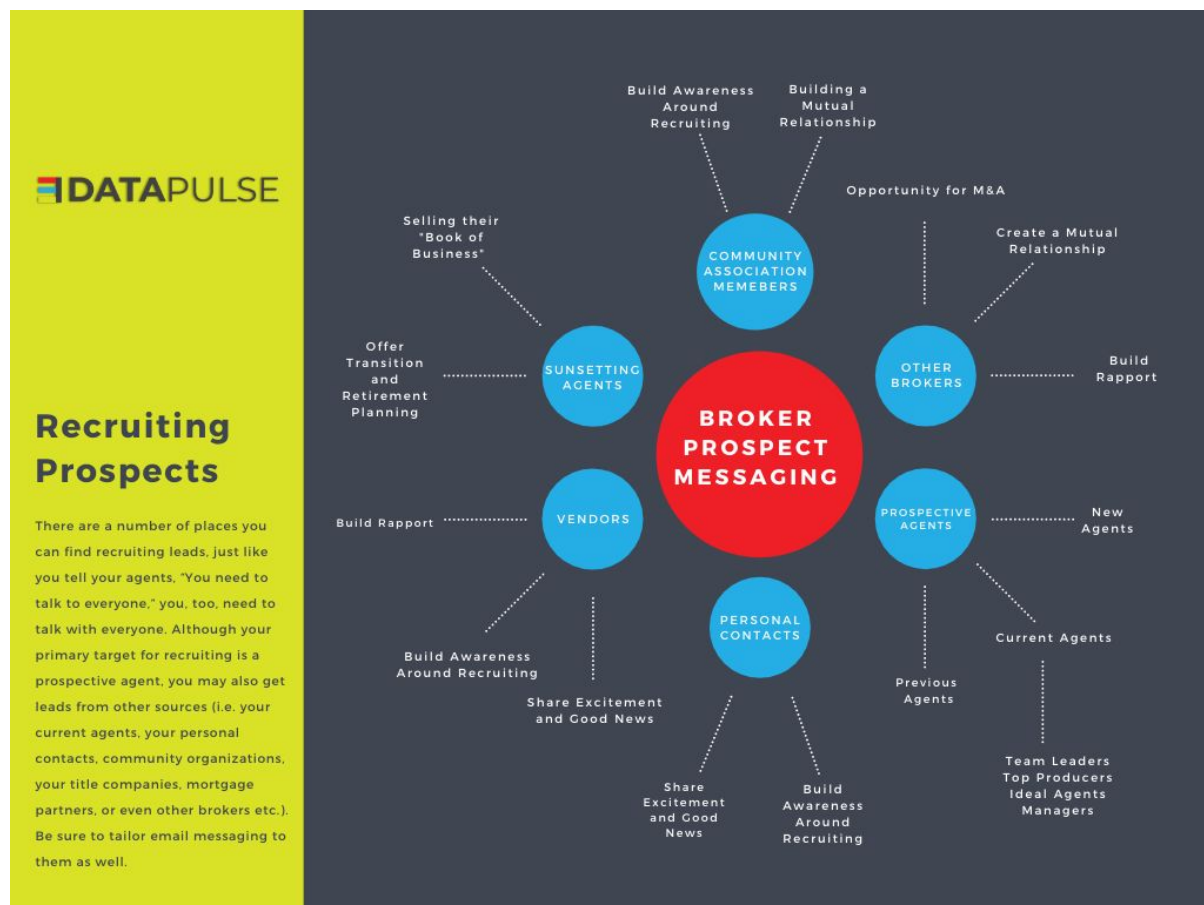 DATAPULSE
Recruiting
Prospects
There are a number of places you
can find recruiting leads, just like
you tell your agents, "You need to
talk to everyone," you, too, need to
talk with everyone. Although your
primary target for recruiting is a
prospective agent, you may also get
leads from other sources (i.e. your
current agents, your personal
contacts, community organizations,
your title companies, mortgage
partners, or even other brokers etc.).
Be sure to tailor email messaging to
them as well.
BROKER
PROSPECT
MESSAGING
COMMUNITY
ASSOCIATION
MEMEBERS
Build Awareness
Around
Recruiting
Building a
Mutual
Relationship
OTHER
BROKERS
Opportunity for M&A
Create a Mutual
Relationship
Build
Rapport
PROSPECTIVE
AGENTS
New
Agents
Current Agents
Team Leaders
Top Producers
Ideal Agents
Managers
Previous
Agents
PERSONAL
CONTACTS
Build
Awareness
Around
Recruiting
Share
Excitement
and Good
News
VENDORS
Share Excitement
and Good News
Build Awareness
Around Recruiting
Build Rapport
SUNSETTING
AGENTS
Offer
Transition
and
Retirement
Planning
Selling their
"Book of
Business"